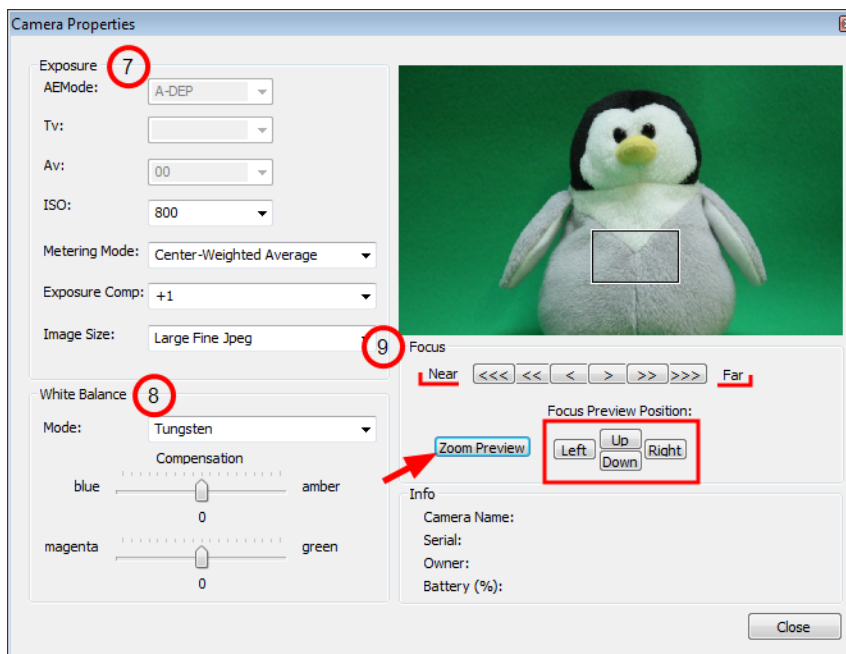 Camera Properties
Exposure 7
AEMode: A-DEP
Tv:
Av: 00
ISO: 800
Metering Mode: Center-Weighted Average
Exposure Comp: +1
Image Size: Large Fine Jpeg
White Balance 8
Mode: Tungsten
Compensation
blue amber
0
magenta green
0
9 Focus
Near <<< << < > >> >>> Far
Focus Preview Position:
Zoom Preview Left Up Down Right
Info
Camera Name:
Serial:
Owner:
Battery (%):
Close